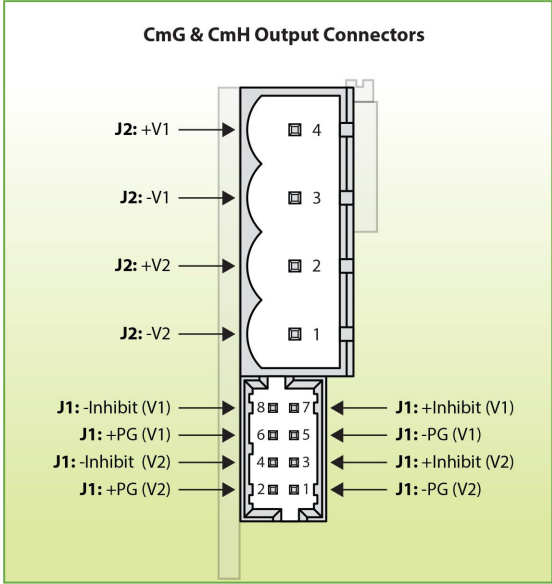 CmG & CmH Output Connectors
J2: +V1
4
J2: -V1
3
J2: +V2
2
J2: -V2
1
J1: -Inhibit (V1) 8 7 J1: +Inhibit (V1)
J1: +PG (V1) 6 5 J1: -PG (V1)
J1: -Inhibit (V2) 4 3 J1: +Inhibit (V2)
J1: +PG (V2) 2 1 J1: -PG (V2)